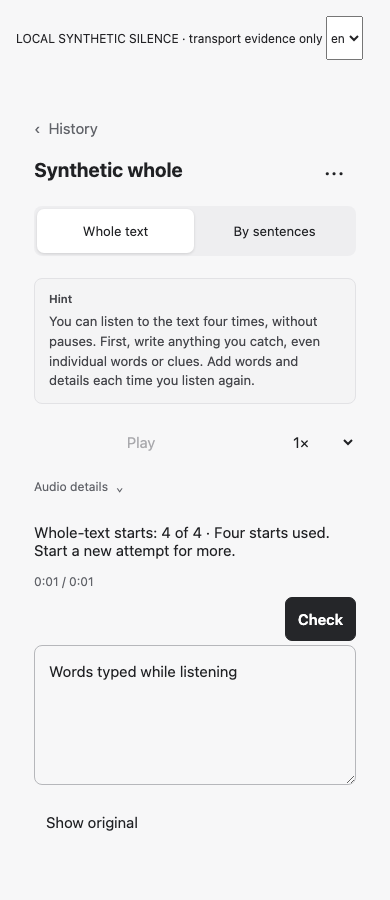 LOCAL SYNTHETIC SILENCE · transport evidence only en
‹ History
Synthetic whole
...
Whole text
By sentences
Hint
You can listen to the text four times, without
pauses. First, write anything you catch, even
individual words or clues. Add words and
details each time you listen again.
Play
1×
Audio details
Whole-text starts: 4 of 4 · Four starts used.
Start a new attempt for more.
0:01 / 0:01
Check
Words typed while listening
Show original